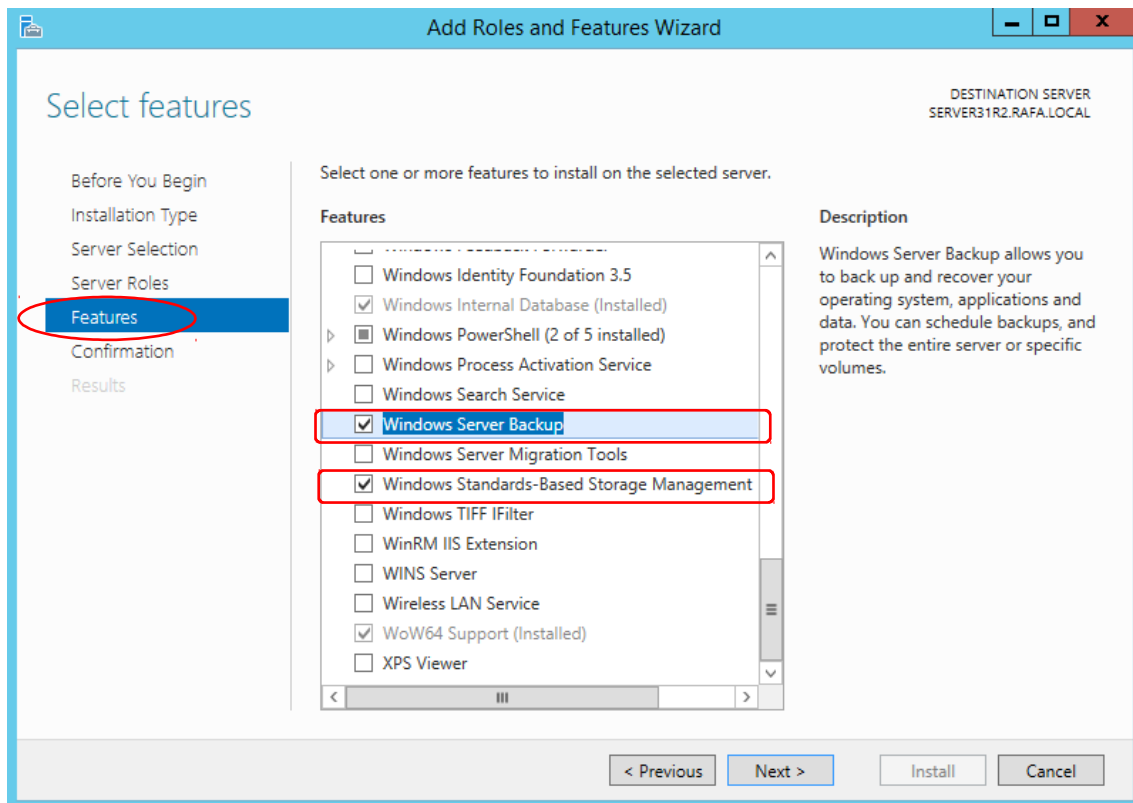 Add Roles and Features Wizard
Select features
DESTINATION SERVER
SERVER31R2.RAFA.LOCAL
Before You Begin
Installation Type
Server Selection
Server Roles
Features
Confirmation
Results
Select one or more features to install on the selected server.
Features
Windows Identity Foundation 3.5
Windows Internal Database (Installed)
Windows PowerShell (2 of 5 installed)
Windows Process Activation Service
Windows Search Service
Windows Server Backup
Windows Server Migration Tools
Windows Standards-Based Storage Management
Windows TIFF IFilter
WinRM IIS Extension
WINS Server
Wireless LAN Service
WoW64 Support (Installed)
XPS Viewer
Description
Windows Server Backup allows you
to back up and recover your
operating system, applications and
data. You can schedule backups, and
protect the entire server or specific
volumes.
< Previous
Next >
Install
Cancel